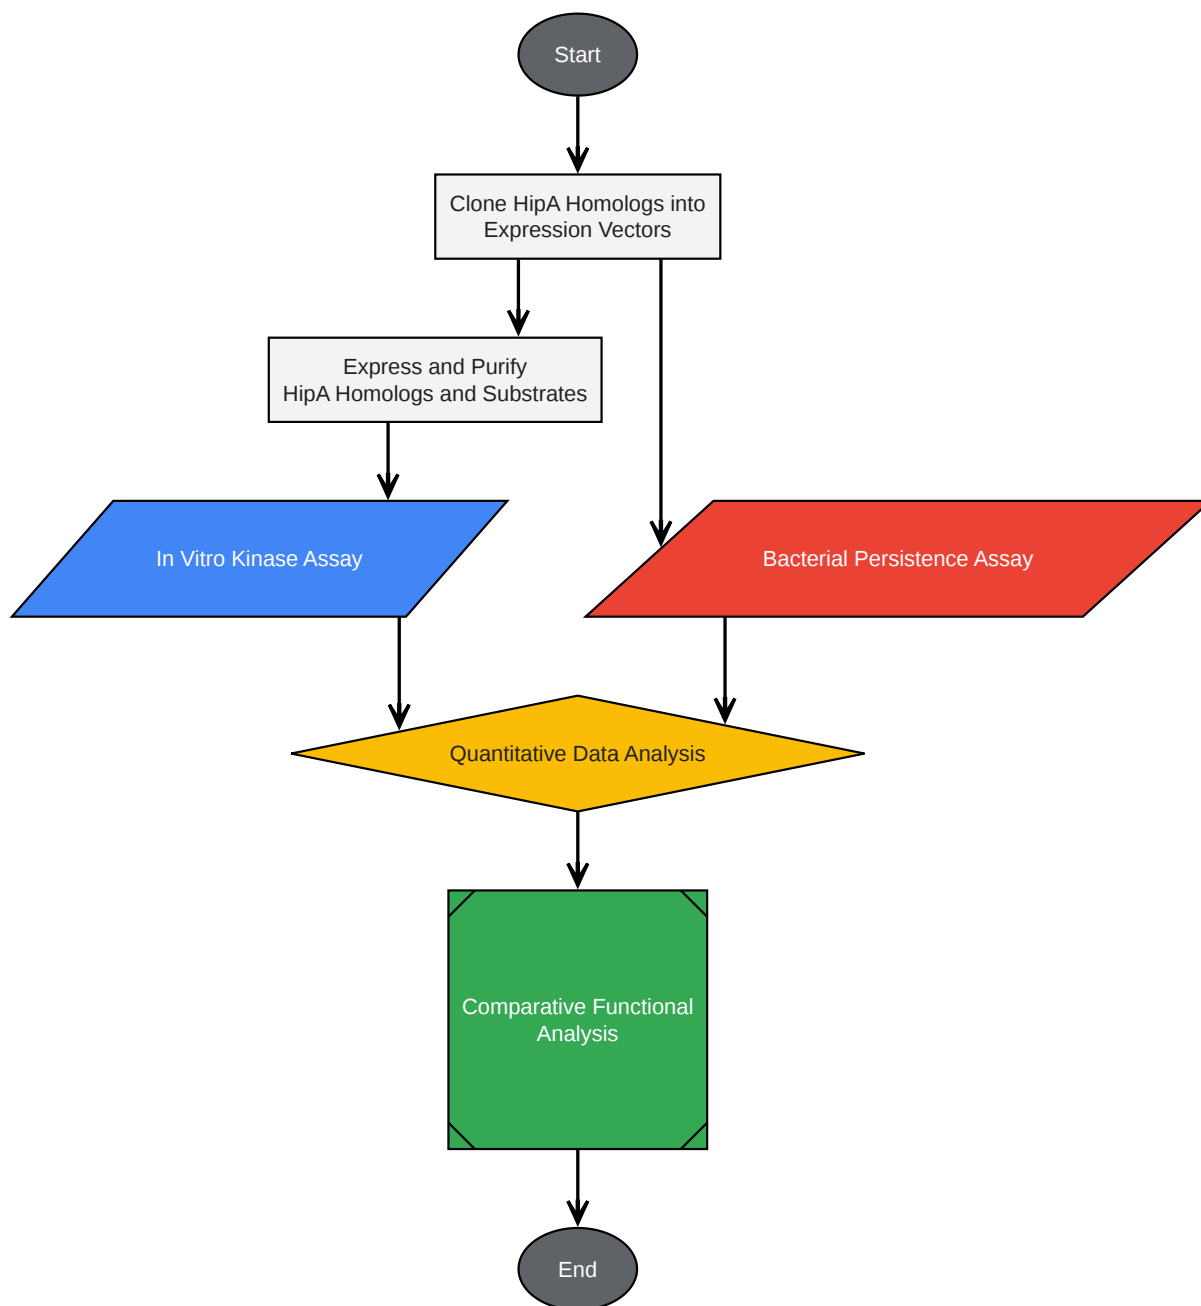 Start
Clone HipA Homologs into
Expression Vectors
Express and Purify
HipA Homologs and Substrates
In Vitro Kinase Assay
Bacterial Persistence Assay
Quantitative Data Analysis
Comparative Functional
Analysis
End